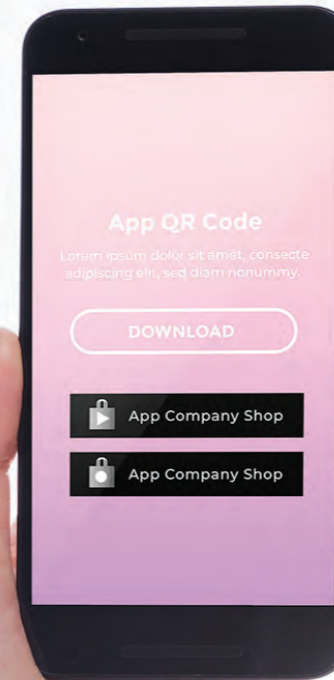 App QR Code
Lorem ipsum dolor sit amet, consecte
adipiscing elit, sed diam nonummy.
DOWNLOAD
App Company Shop
App Company Shop